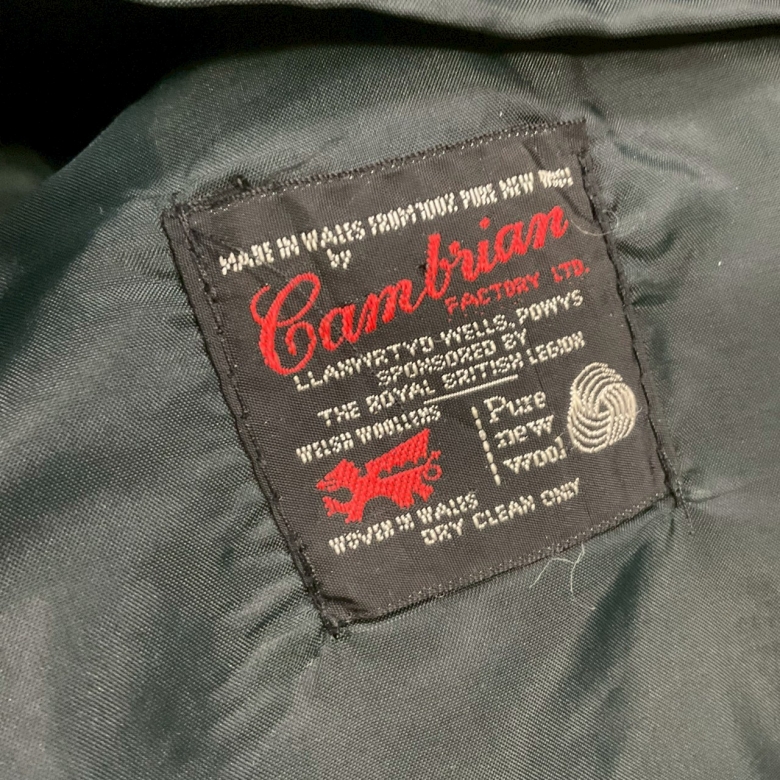 MADE IN WALES FROM 100% PURE NEW WOOL
by
Cambrian
FACTORY LTD.
LLANWRTYD-WELLS, POWYS
SPONSORED BY
THE ROYAL BRITISH LEGION
WELSH WOOLLENS
Pure
new
wool
WOVEN IN WALES
DRY CLEAN ONLY